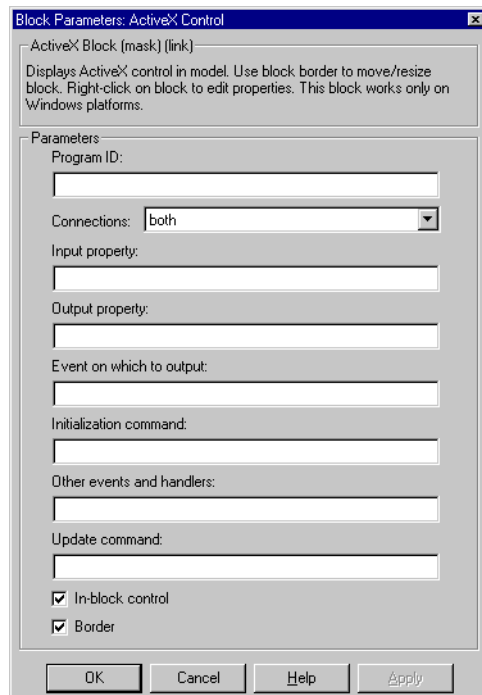 Block Parameters: ActiveX Control
ActiveX Block (mask) (link)
Displays ActiveX control in model. Use block border to move/resize
block. Right-click on block to edit properties. This block works only on
Windows platforms.
Parameters
Program ID:
Connections: both
Input property:
Output property:
Event on which to output:
Initialization command:
Other events and handlers:
Update command:
In-block control
Border
OK Cancel Help Apply